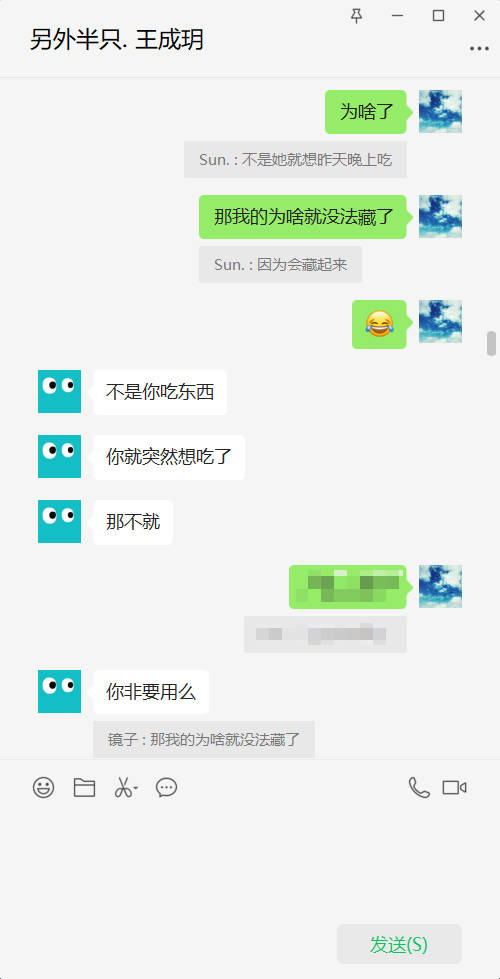 另外半只. 王成玥
为啥了
Sun. : 不是她就想昨天晚上吃
那我的为啥就没法藏了
Sun. : 因为会藏起来
不是你吃东西
你就突然想吃了
那不就
你非要用么
镜子 : 那我的为啥就没法藏了
发送(S)